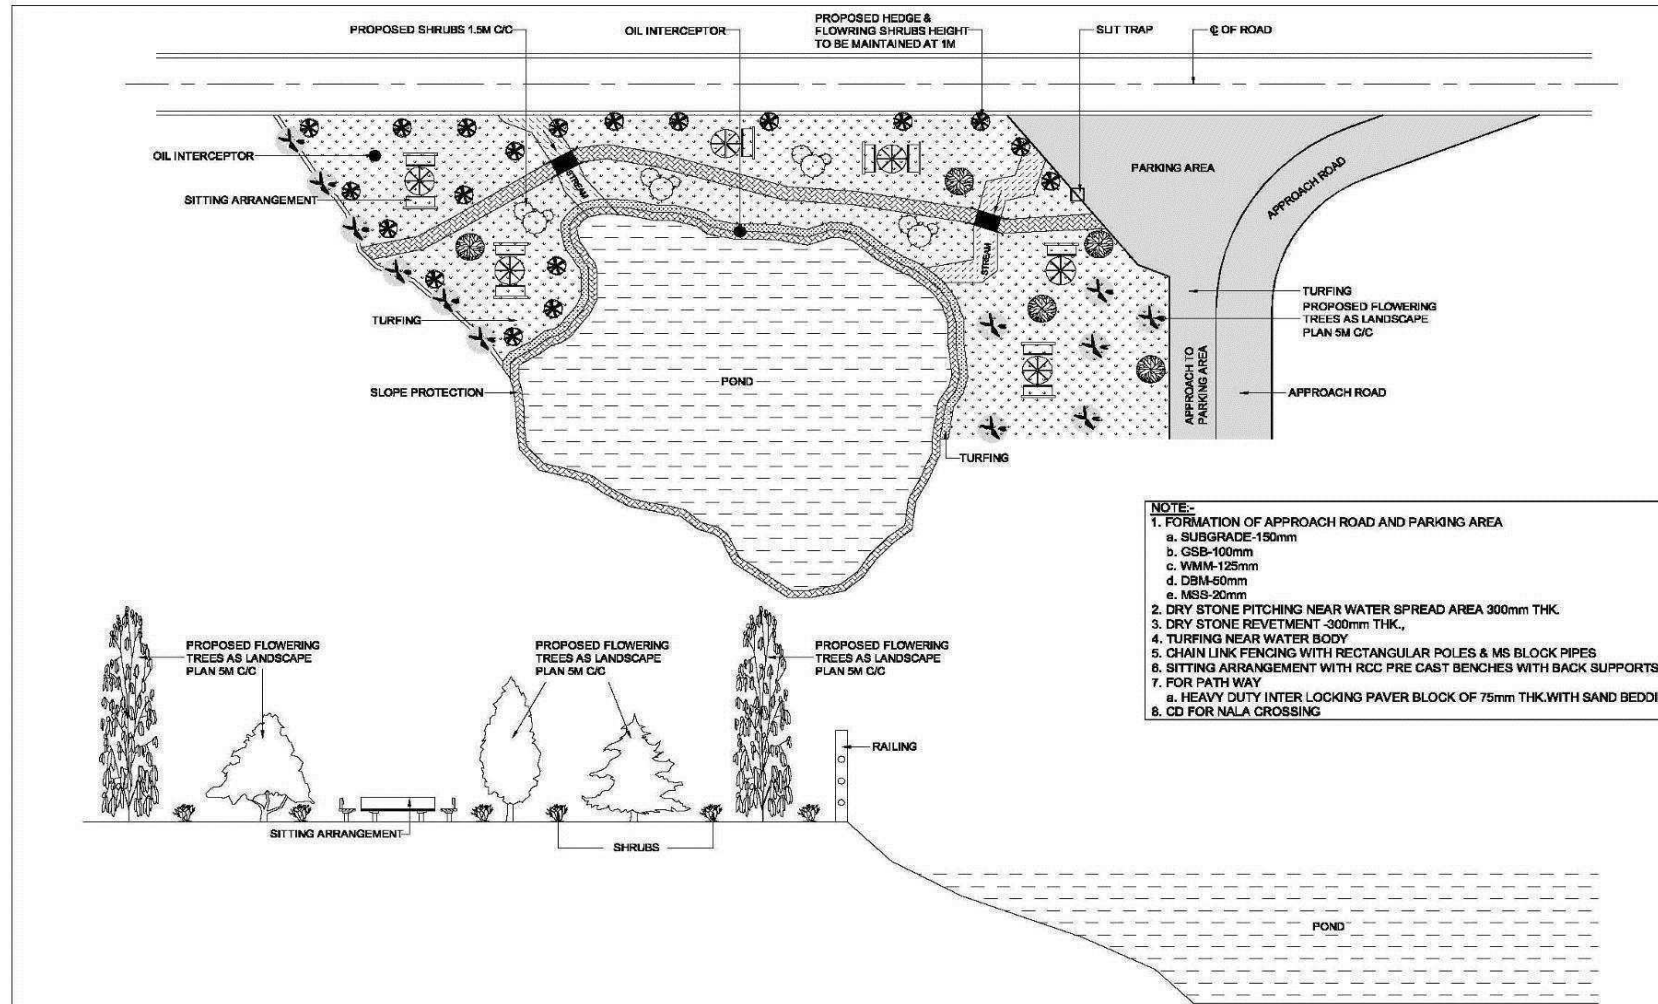 PROPOSED SHRUBS 1.5M C/C
OIL INTERCEPTOR
PROPOSED HEDGE &
FLOWRING SHRUBS HEIGHT
TO BE MAINTAINED AT 1M
SLIT TRAP
℄ OF ROAD
OIL INTERCEPTOR
SITTING ARRANGEMENT
STREAM
STREAM
PARKING AREA
APPROACH ROAD
TURFING
SLOPE PROTECTION
POND
TURFING
PROPOSED FLOWERING
TREES AS LANDSCAPE
PLAN 5M C/C
APPROACH TO
PARKING AREA
APPROACH ROAD
TURFING
NOTE:-
1. FORMATION OF APPROACH ROAD AND PARKING AREA
a. SUBGRADE-150mm
b. GSB-100mm
c. WMM-125mm
d. DBM-50mm
e. MSS-20mm
2. DRY STONE PITCHING NEAR WATER SPREAD AREA 300mm THK.
3. DRY STONE REVETMENT -300mm THK.,
4. TURFING NEAR WATER BODY
5. CHAIN LINK FENCING WITH RECTANGULAR POLES & MS BLOCK PIPES
6. SITTING ARRANGEMENT WITH RCC PRE CAST BENCHES WITH BACK SUPPORTS
7. FOR PATH WAY
a. HEAVY DUTY INTER LOCKING PAVER BLOCK OF 75mm THK.WITH SAND BEDDI
8. CD FOR NALA CROSSING
PROPOSED FLOWERING
TREES AS LANDSCAPE
PLAN 5M C/C
PROPOSED FLOWERING
TREES AS LANDSCAPE
PLAN 5M C/C
PROPOSED FLOWERING
TREES AS LANDSCAPE
PLAN 5M C/C
RAILING
SITTING ARRANGEMENT
SHRUBS
POND